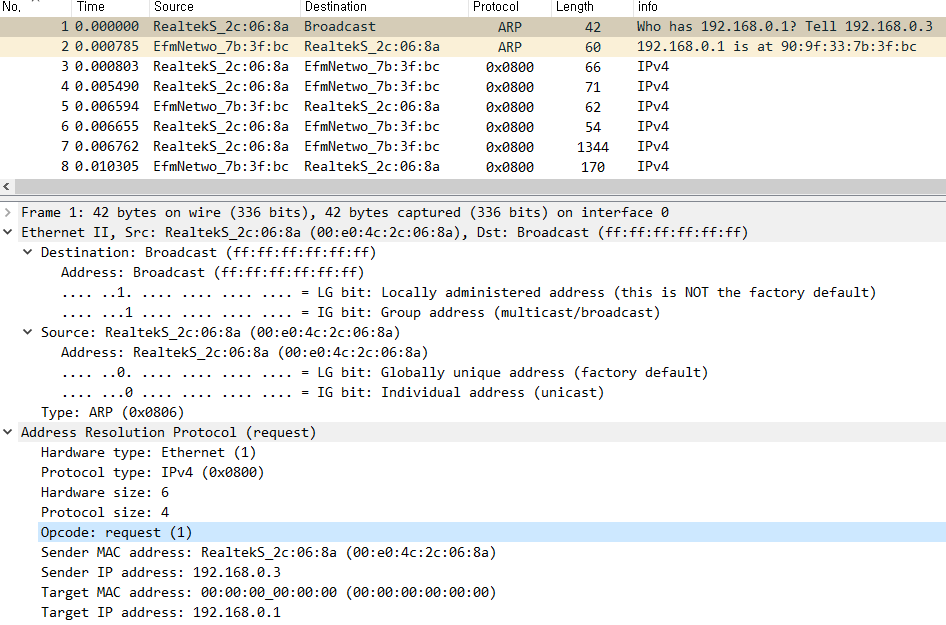 No. Time Source Destination Protocol Length info
1 0.000000 RealtekS_2c:06:8a Broadcast ARP 42 Who has 192.168.0.1? Tell 192.168.0.3
2 0.000785 EfmNetwo_7b:3f:bc RealtekS_2c:06:8a ARP 60 192.168.0.1 is at 90:9f:33:7b:3f:bc
3 0.000803 RealtekS_2c:06:8a EfmNetwo_7b:3f:bc 0x0800 66 IPv4
4 0.005490 RealtekS_2c:06:8a EfmNetwo_7b:3f:bc 0x0800 71 IPv4
5 0.006594 EfmNetwo_7b:3f:bc RealtekS_2c:06:8a 0x0800 62 IPv4
6 0.006655 RealtekS_2c:06:8a EfmNetwo_7b:3f:bc 0x0800 54 IPv4
7 0.006762 RealtekS_2c:06:8a EfmNetwo_7b:3f:bc 0x0800 1344 IPv4
8 0.010305 EfmNetwo_7b:3f:bc RealtekS_2c:06:8a 0x0800 170 IPv4
Frame 1: 42 bytes on wire (336 bits), 42 bytes captured (336 bits) on interface 0
Ethernet II, Src: RealtekS_2c:06:8a (00:e0:4c:2c:06:8a), Dst: Broadcast (ff:ff:ff:ff:ff:ff)
Destination: Broadcast (ff:ff:ff:ff:ff:ff)
Address: Broadcast (ff:ff:ff:ff:ff:ff)
.... ..1. .... .... .... .... = LG bit: Locally administered address (this is NOT the factory default)
.... ...1 .... .... .... .... = IG bit: Group address (multicast/broadcast)
Source: RealtekS_2c:06:8a (00:e0:4c:2c:06:8a)
Address: RealtekS_2c:06:8a (00:e0:4c:2c:06:8a)
.... ..0. .... .... .... .... = LG bit: Globally unique address (factory default)
.... ...0 .... .... .... .... = IG bit: Individual address (unicast)
Type: ARP (0x0806)
Address Resolution Protocol (request)
Hardware type: Ethernet (1)
Protocol type: IPv4 (0x0800)
Hardware size: 6
Protocol size: 4
Opcode: request (1)
Sender MAC address: RealtekS_2c:06:8a (00:e0:4c:2c:06:8a)
Sender IP address: 192.168.0.3
Target MAC address: 00:00:00_00:00:00 (00:00:00:00:00:00)
Target IP address: 192.168.0.1